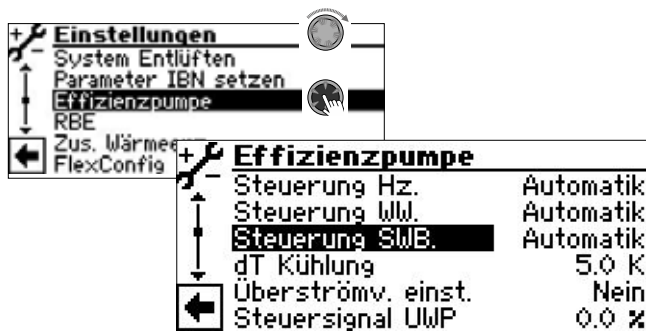 Einstellungen
System Entlüften
Parameter IBN setzen
Effizienzpumpe
RBE
Zus. 
FlexConfig
Effizienzpumpe
Steuerung Hz. Automatik
Steuerung WW. Automatik
Steuerung SWB. Automatik
dT Kühlung 5.0 K
Überströmv. einst. Nein
Steuersignal UWP 0.0 %